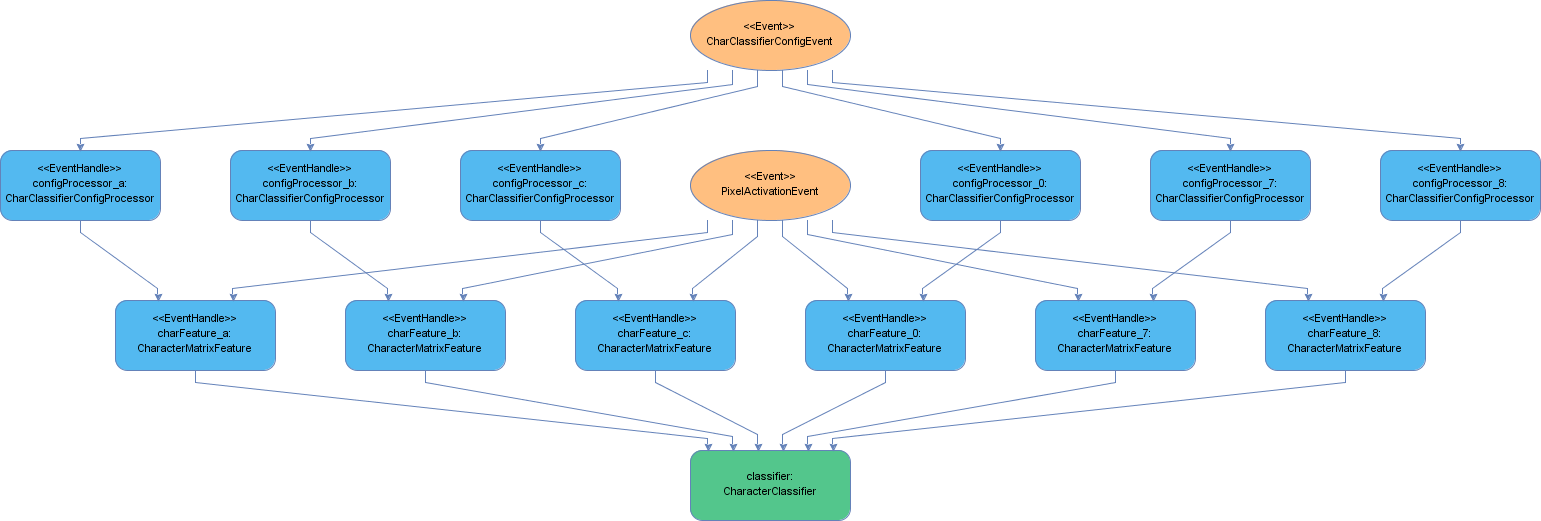 <<Event>>
CharClassifierConfigEvent
<<EventHandle>>
configProcessor_a:
CharClassifierConfigProcessor
<<EventHandle>>
configProcessor_b:
CharClassifierConfigProcessor
<<EventHandle>>
configProcessor_c:
CharClassifierConfigProcessor
<<Event>>
PixelActivationEvent
<<EventHandle>>
configProcessor_0:
CharClassifierConfigProcessor
<<EventHandle>>
configProcessor_7:
CharClassifierConfigProcessor
<<EventHandle>>
configProcessor_8:
CharClassifierConfigProcessor
<<EventHandle>>
charFeature_a:
CharacterMatrixFeature
<<EventHandle>>
charFeature_b:
CharacterMatrixFeature
<<EventHandle>>
charFeature_c:
CharacterMatrixFeature
<<EventHandle>>
charFeature_0:
CharacterMatrixFeature
<<EventHandle>>
charFeature_7:
CharacterMatrixFeature
<<EventHandle>>
charFeature_8:
CharacterMatrixFeature
classifier:
CharacterClassifier